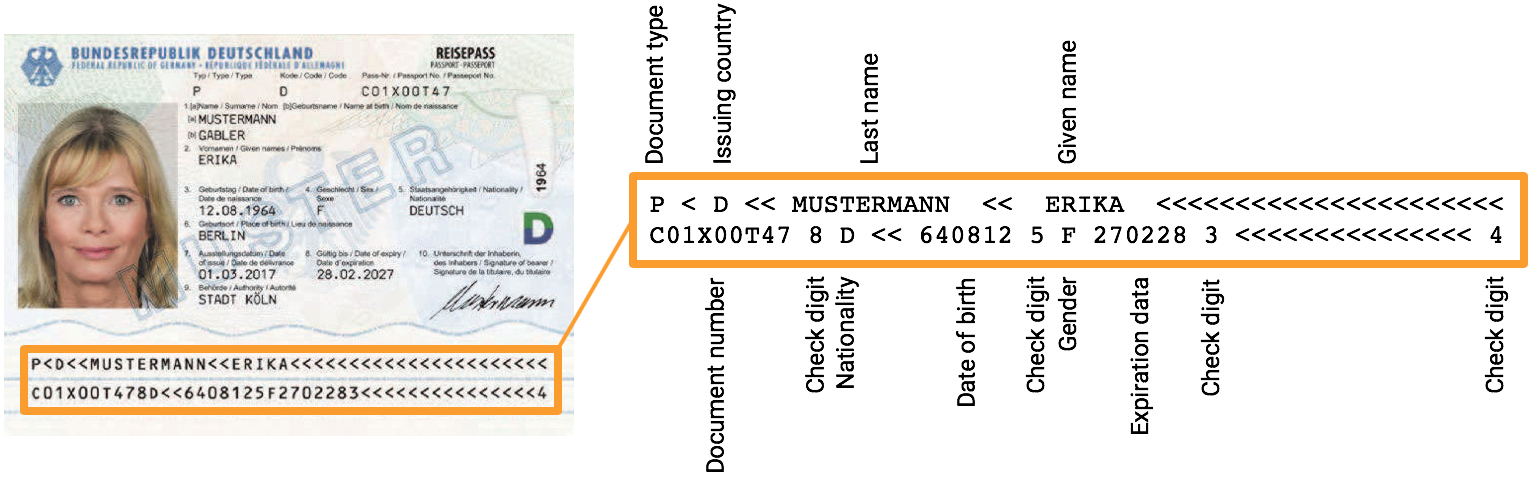 BUNDESREPUBLIK DEUTSCHLAND
FEDERAL REPUBLIC OF GERMANY · RÉPUBLIQUE FÉDÉRALE D'ALLEMAGNE
REISEPASS
PASSPORT · PASSEPORT
Typ / Type / Type Kode / Code / Code Pass-Nr. / Passport No. / Passeport No.
P D C01X00T47
1.[a]Name / Surname / Nom [b]Geburtsname / Name at birth / Nom de naissance
[a] MUSTERMANN
[b] GABLER
2. Vornamen / Given names / Prénoms
ERIKA
3. Geburtstag / Date of birth / Date de naissance
12.08.1964
4. Geschlecht / Sex / Sexe
F
5. Staatsangehörigkeit / Nationality / Nationalité
DEUTSCH
6. Geburtsort / Place of birth / Lieu de naissance
BERLIN
7. Ausstellungsdatum / Date of issue / Date de délivrance
01.03.2017
8. Gültig bis / Date of expiry / Date d'expiration
28.02.2027
9. Behörde / Authority / Autorité
STADT KÖLN
10. Unterschrift der Inhaberin, des Inhabers / Signature of bearer / Signature de la titulaire, du titulaire
Mustermann
1964
D
MUSTER
P<D<<MUSTERMANN<<ERIKA<<<<<<<<<<<<<<<<<<<<<<
C01X00T478D<<6408125F2702283<<<<<<<<<<<<<<<4
Document type
Issuing country
Last name
Given name
P < D << MUSTERMANN << ERIKA <<<<<<<<<<<<<<<<<<<<<<
C01X00T47 8 D << 640812 5 F 270228 3 <<<<<<<<<<<<<<< 4
Document number
Check digit
Nationality
Date of birth
Check digit
Gender
Expiration data
Check digit
Check digit